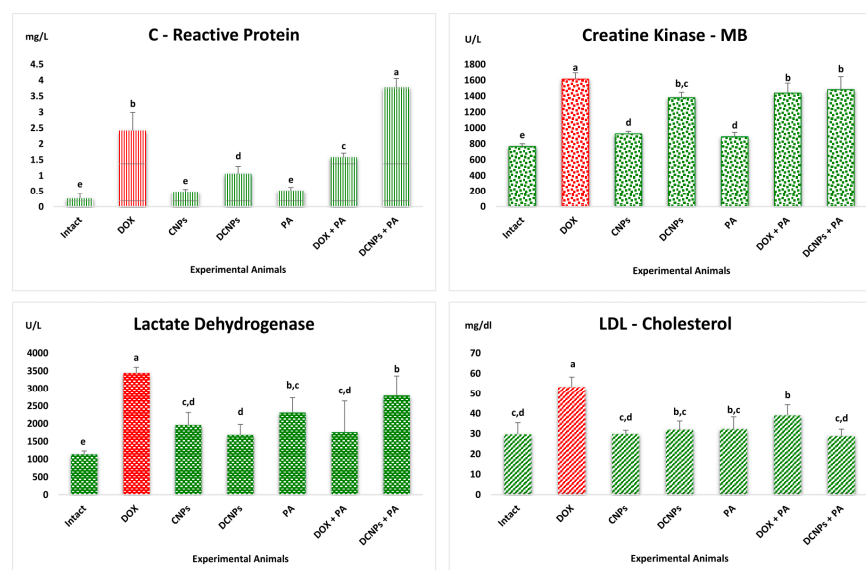 C - Reactive Protein
mg/L
4.5
4
3.5
3
2.5
2
1.5
1
0.5
0
e
b
e
d
e
c
a
Intact
DOX
CNPs
DCNPs
PA
DOX + PA
DCNPs + PA
Experimental Animals
Creatine Kinase - MB
U/L
1800
1600
1400
1200
1000
800
600
400
200
0
e
a
d
b,c
d
b
b
Intact
DOX
CNPs
DCNPs
PA
DOX + PA
DCNPs + PA
Experimental Animals
Lactate Dehydrogenase
U/L
4000
3500
3000
2500
2000
1500
1000
500
0
e
a
c,d
d
b,c
c,d
b
Intact
DOX
CNPs
DCNPs
PA
DOX + PA
DCNPs + PA
Experimental Animals
LDL - Cholesterol
mg/dl
70
60
50
40
30
20
10
0
c,d
a
c,d
b,c
b,c
b
c,d
Intact
DOX
CNPs
DCNPs
PA
DOX + PA
DCNPs + PA
Experimental Animals